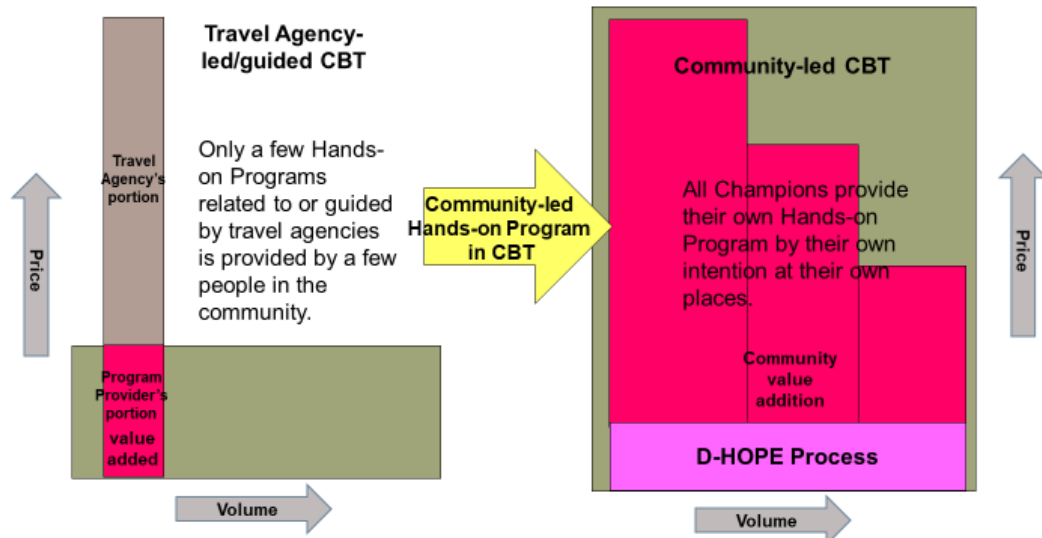 Travel Agency-
led/guided CBT
Only a few Hands-
on Programs
related to or guided
by travel agencies
is provided by a few
people in the
community.
Travel
Agency's
portion
Program
Provider's
portion
value
added
Price
Volume
Community-led
Hands-on Program
in CBT
Community-led CBT
All Champions provide
their own Hands-on
Program by their own
intention at their own
places.
Community
value
addition
D-HOPE Process
Price
Volume